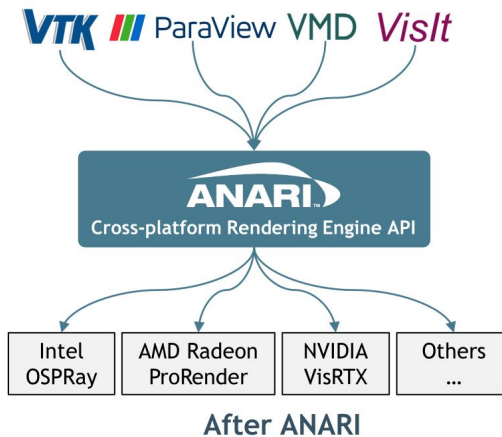 VTK ParaView VMD VisIt
ANARI™
Cross-platform Rendering Engine API
Intel
OSPRay
AMD Radeon
ProRender
NVIDIA
VisRTX
Others
...
After ANARI